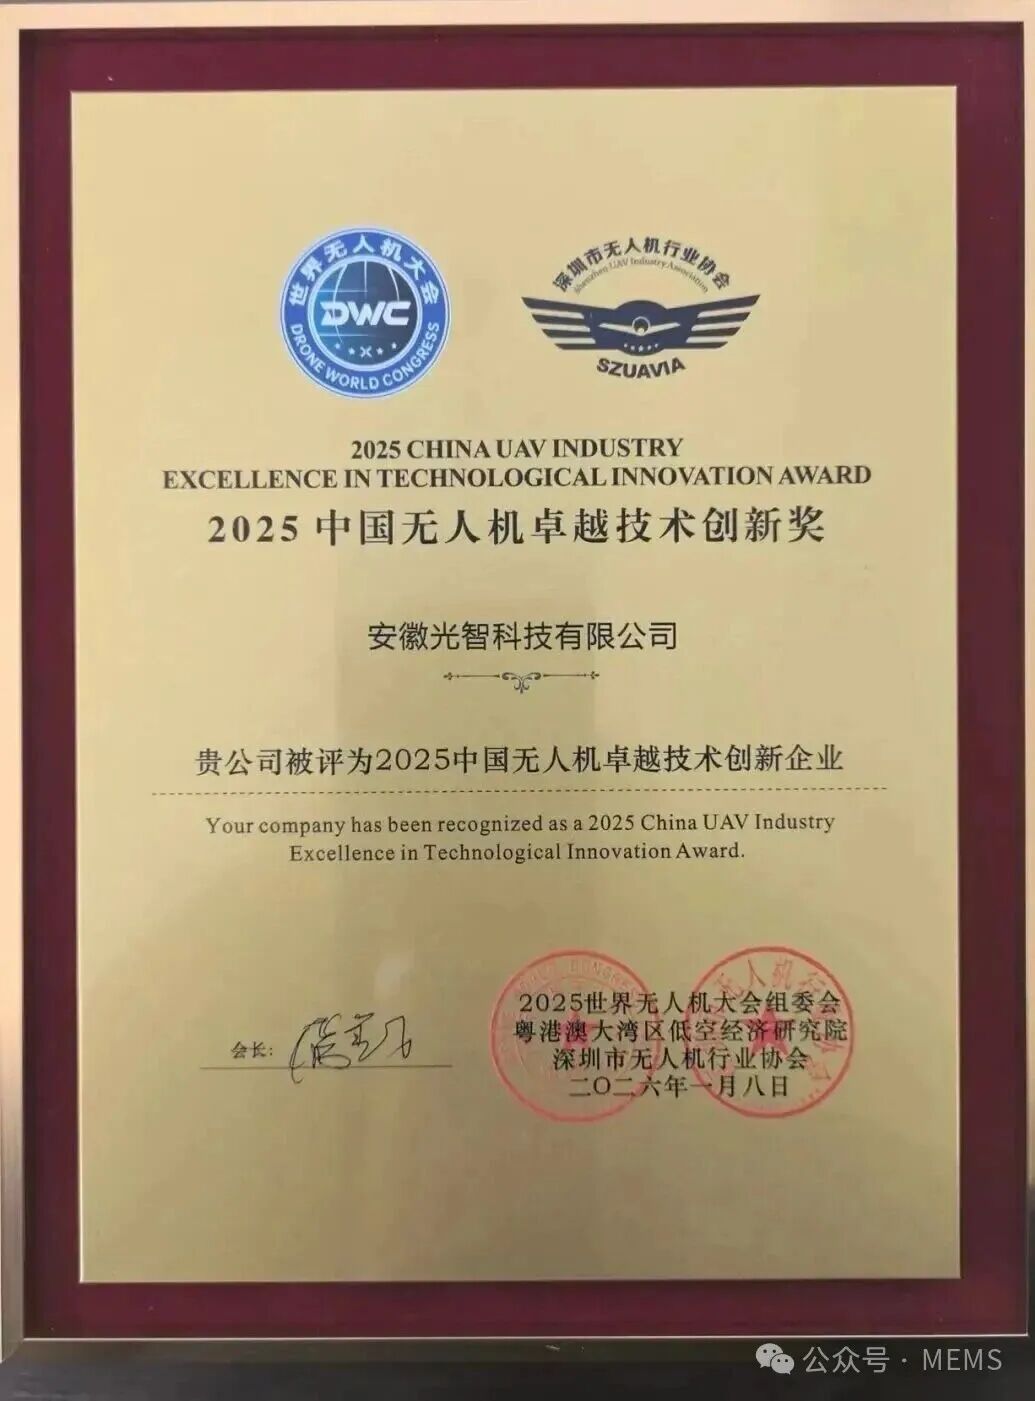 世界无人机大会
DWC
DRONE WORLD CONGRESS
深圳市无人机行业协会
Shenzhen UAV Industry Association
SZUAVIA
2025 CHINA UAV INDUSTRY
EXCELLENCE IN TECHNOLOGICAL INNOVATION AWARD
2025 中国无人机卓越技术创新奖
安徽光智科技有限公司
贵公司被评为2025中国无人机卓越技术创新企业
Your company has been recognized as a 2025 China UAV Industry
Excellence in Technological Innovation Award.
会长:
2025世界无人机大会组委会
粤港澳大湾区低空经济研究院
深圳市无人机行业协会
二〇二六年一月八日
公众号 · MEMS